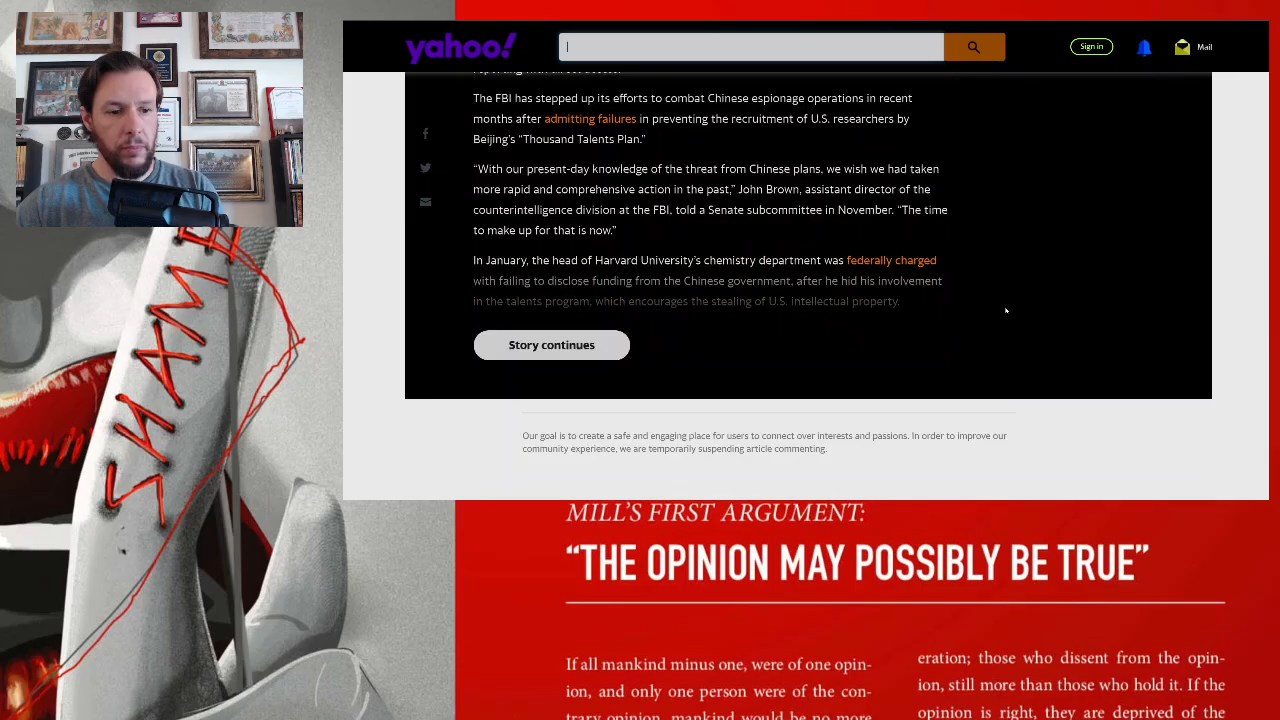 yahoo!
Sign in
Mail
The FBI has stepped up its efforts to combat Chinese espionage operations in recent
months after admitting failures in preventing the recruitment of U.S. researchers by
Beijing's “Thousand Talents Plan.”
“With our present-day knowledge of the threat from Chinese plans, we wish we had taken
more rapid and comprehensive action in the past,” John Brown, assistant director of the
counterintelligence division at the FBI, told a Senate subcommittee in November. “The time
to make up for that is now.”
In January, the head of Harvard University's chemistry department was federally charged
with failing to disclose funding from the Chinese government, after he hid his involvement
in the talents program, which encourages the stealing of U.S. intellectual property.
Story continues
Our goal is to create a safe and engaging place for users to connect over interests and passions. In order to improve our
community experience, we are temporarily suspending article commenting.
MILL'S FIRST ARGUMENT:
“THE OPINION MAY POSSIBLY BE TRUE”
If all mankind minus one, were of one opin-
ion, and only one person were of the con-
trary opinion, mankind would be no more
eration; those who dissent from the opin-
ion, still more than those who hold it. If the
opinion is right, they are deprived of the